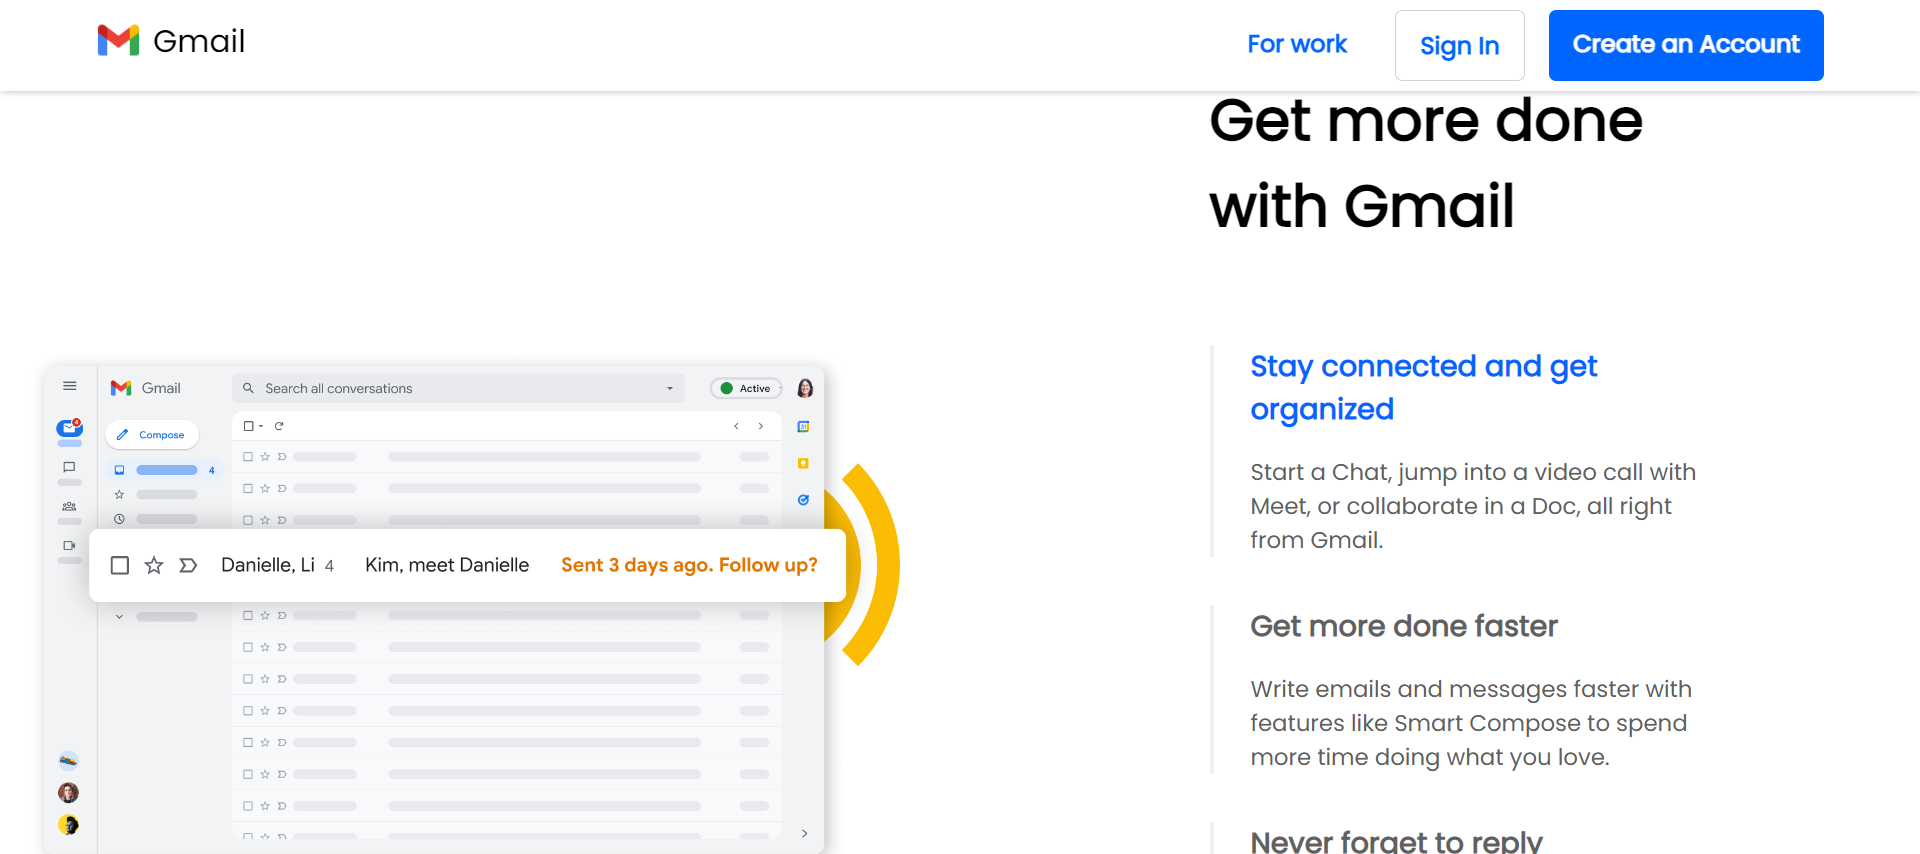 Gmail
For work
Sign In
Create an Account
Get more done
with Gmail
Gmail
Search all conversations
Active
Compose
4
Danielle, Li 4 Kim, meet Danielle Sent 3 days ago. Follow up?
Stay connected and get
organized
Start a Chat, jump into a video call with
Meet, or collaborate in a Doc, all right
from Gmail.
Get more done faster
Write emails and messages faster with
features like Smart Compose to spend
more time doing what you love.
Never forget to reply